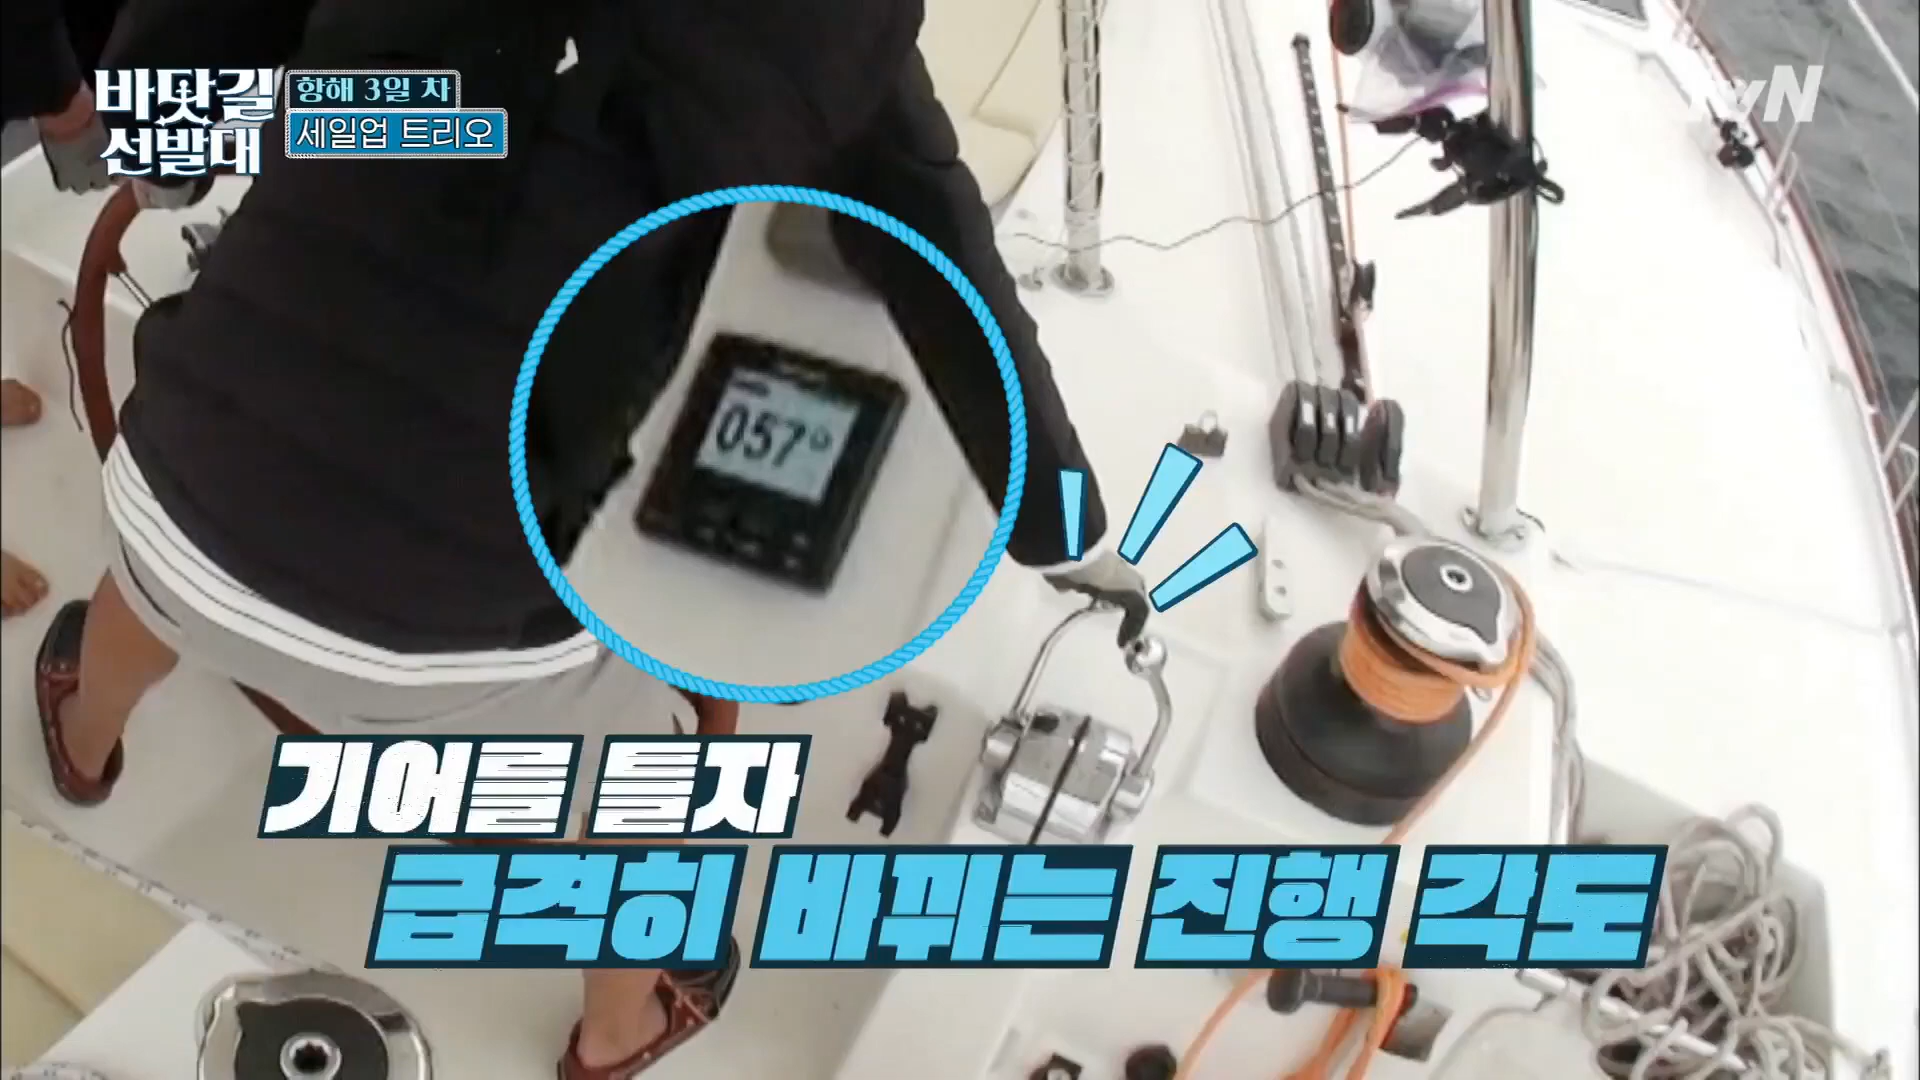 바닷길
선발대
항해 3일 차
세일업 트리오
tvN
057°
기어를 틀자
급격히 바뀌는 진행 각도